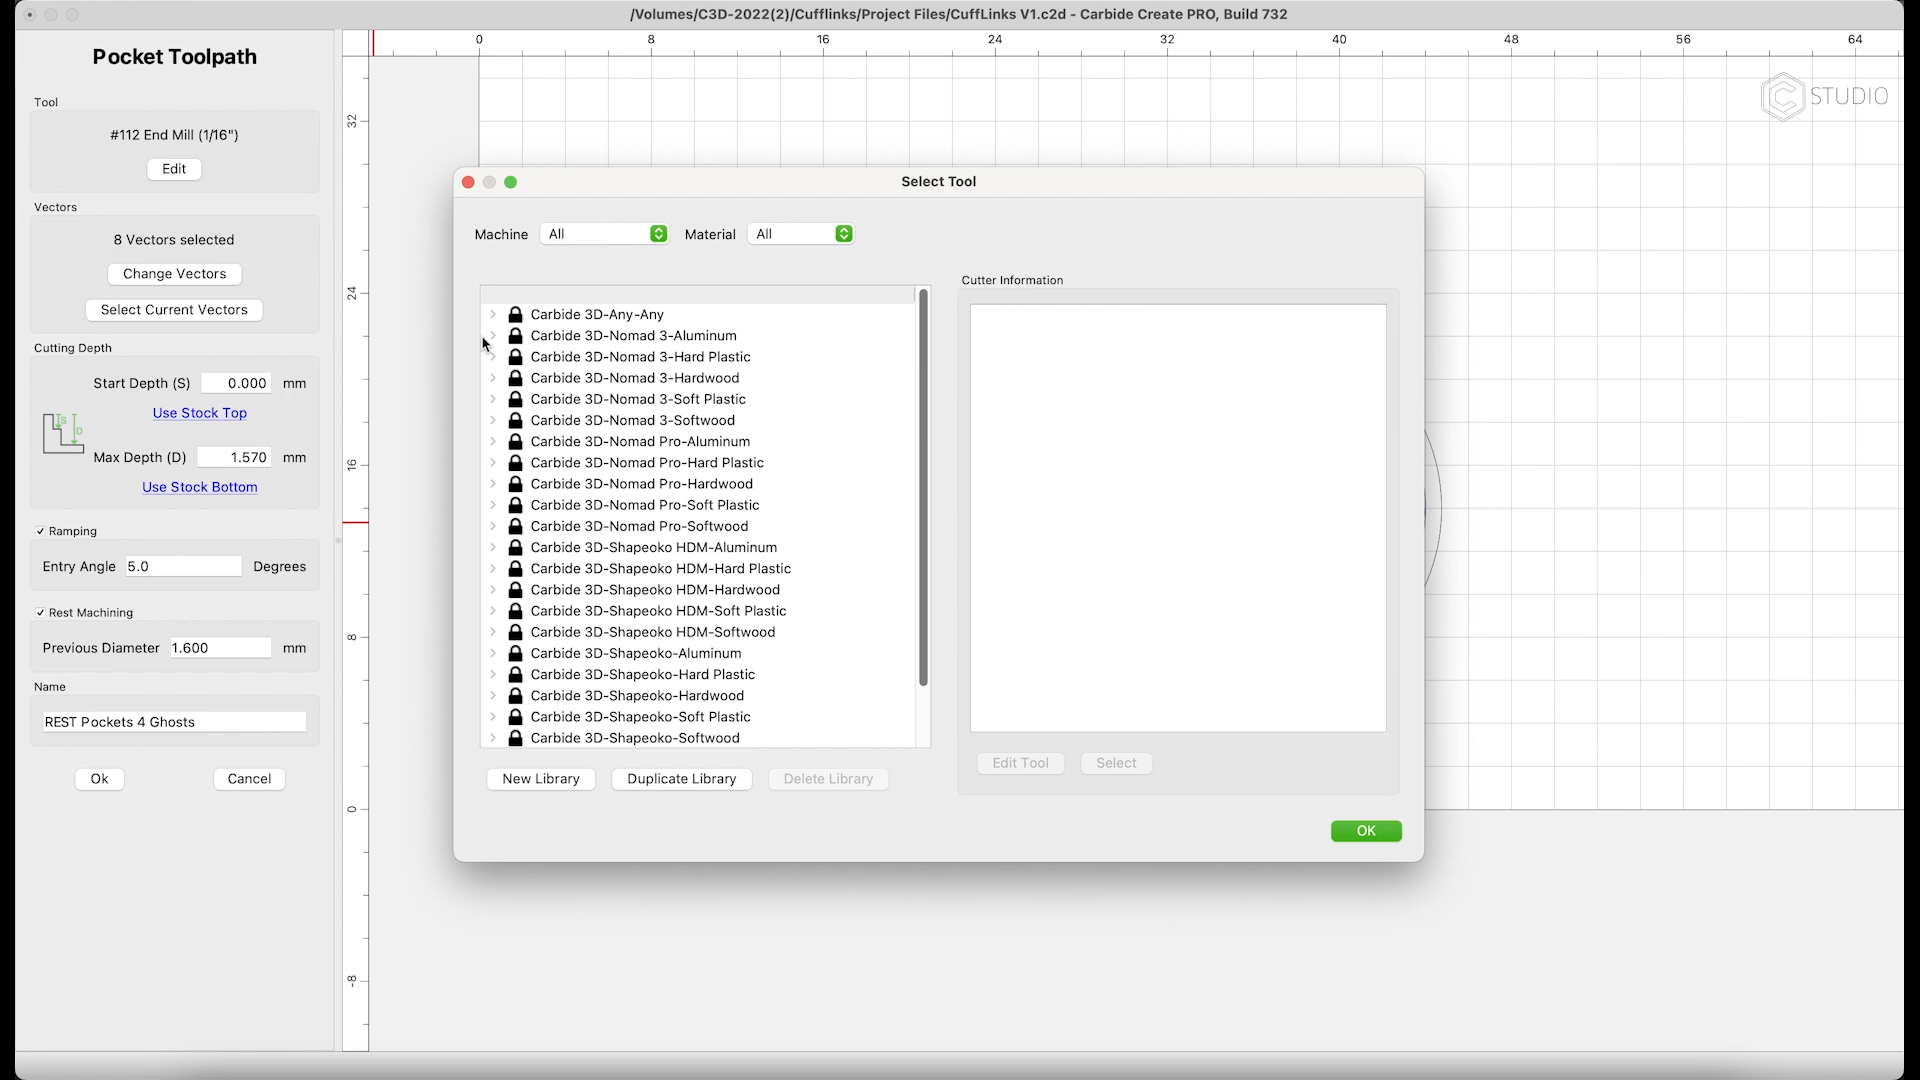 /Volumes/C3D-2022(2)/Cufflinks/Project Files/CuffLinks V1.c2d - Carbide Create PRO, Build 732
Pocket Toolpath
Tool
#112 End Mill (1/16")
Edit
Vectors
8 Vectors selected
Change Vectors
Select Current Vectors
Cutting Depth
Start Depth (S) 0.000 mm
Use Stock Top
S
D
Max Depth (D) 1.570 mm
Use Stock Bottom
Ramping
Entry Angle 5.0 Degrees
Rest Machining
Previous Diameter 1.600 mm
Name
REST Pockets 4 Ghosts
Ok Cancel
0 8 16 24 32 40 48 56 64
32
24
16
8
0
-8
C STUDIO
Select Tool
Machine All Material All
Carbide 3D-Any-Any
Carbide 3D-Nomad 3-Aluminum
Carbide 3D-Nomad 3-Hard Plastic
Carbide 3D-Nomad 3-Hardwood
Carbide 3D-Nomad 3-Soft Plastic
Carbide 3D-Nomad 3-Softwood
Carbide 3D-Nomad Pro-Aluminum
Carbide 3D-Nomad Pro-Hard Plastic
Carbide 3D-Nomad Pro-Hardwood
Carbide 3D-Nomad Pro-Soft Plastic
Carbide 3D-Nomad Pro-Softwood
Carbide 3D-Shapeoko HDM-Aluminum
Carbide 3D-Shapeoko HDM-Hard Plastic
Carbide 3D-Shapeoko HDM-Hardwood
Carbide 3D-Shapeoko HDM-Soft Plastic
Carbide 3D-Shapeoko HDM-Softwood
Carbide 3D-Shapeoko-Aluminum
Carbide 3D-Shapeoko-Hard Plastic
Carbide 3D-Shapeoko-Hardwood
Carbide 3D-Shapeoko-Soft Plastic
Carbide 3D-Shapeoko-Softwood
New Library Duplicate Library Delete Library
Cutter Information
Edit Tool Select
OK